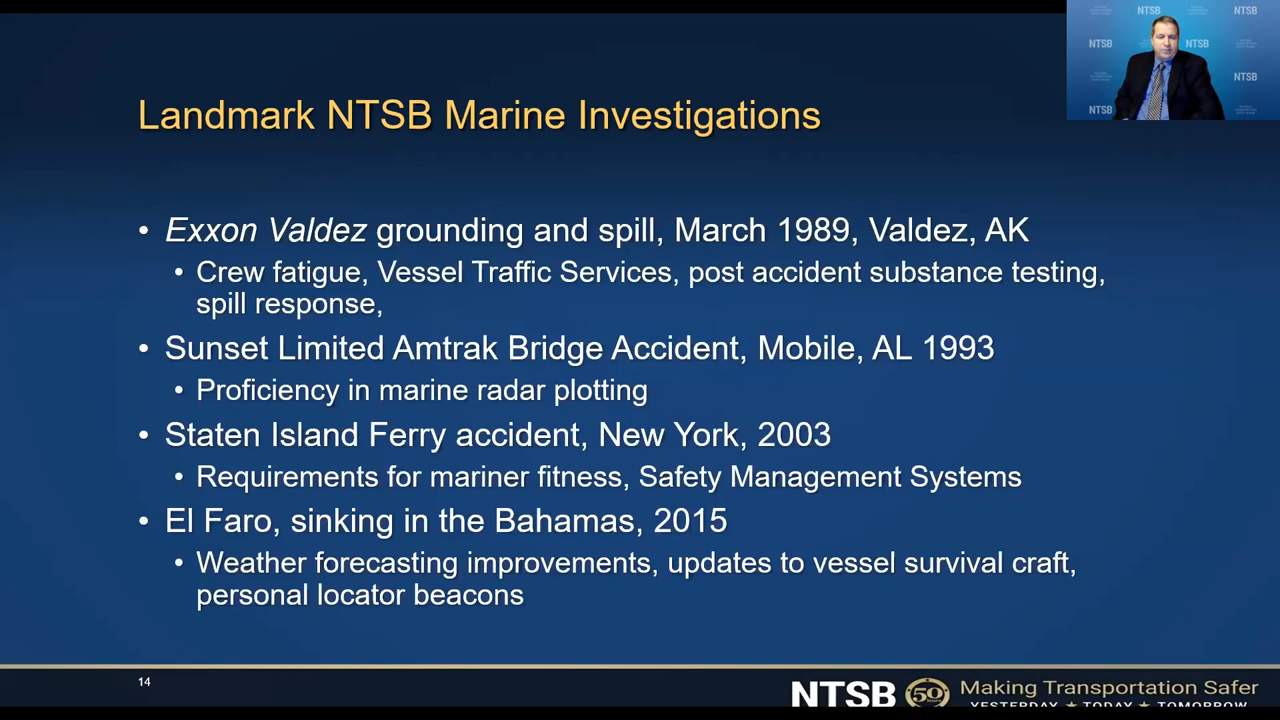 NTSB
NTSB
NTSB
NTSB
NTSB
NTSB
Landmark NTSB Marine Investigations
• Exxon Valdez grounding and spill, March 1989, Valdez, AK
• Crew fatigue, Vessel Traffic Services, post accident substance testing,
spill response,
• Sunset Limited Amtrak Bridge Accident, Mobile, AL 1993
• Proficiency in marine radar plotting
• Staten Island Ferry accident, New York, 2003
• Requirements for mariner fitness, Safety Management Systems
• El Faro, sinking in the Bahamas, 2015
• Weather forecasting improvements, updates to vessel survival craft,
personal locator beacons
14
NTSB 50 Making Transportation Safer
YESTERDAY ★ TODAY ★ TOMORROW